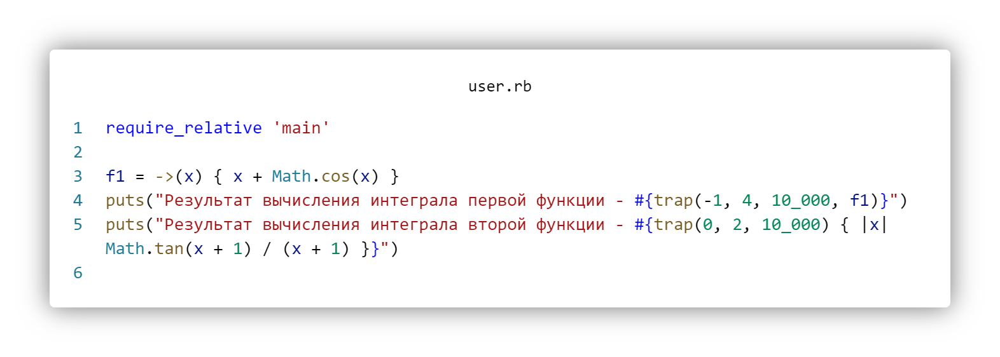 user.rb
1 require_relative 'main'
2
3 f1 = ->(x) { x + Math.cos(x) }
4 puts("Результат вычисления интеграла первой функции - #{trap(-1, 4, 10_000, f1)}")
5 puts("Результат вычисления интеграла второй функции - #{trap(0, 2, 10_000) { |x|
Math.tan(x + 1) / (x + 1) }}")
6